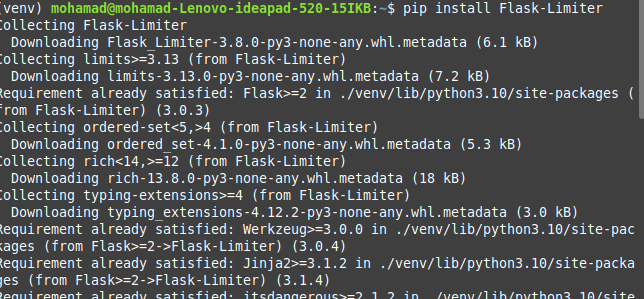 (venv) mohamad@mohamad-Lenovo-ideapad-520-15IKB:~$ pip install Flask-Limiter
Collecting Flask-Limiter
  Downloading Flask_Limiter-3.8.0-py3-none-any.whl.metadata (6.1 kB)
Collecting limits>=3.13 (from Flask-Limiter)
  Downloading limits-3.13.0-py3-none-any.whl.metadata (7.2 kB)
Requirement already satisfied: Flask>=2 in ./venv/lib/python3.10/site-packages (
from Flask-Limiter) (3.0.3)
Collecting ordered-set<5,>4 (from Flask-Limiter)
  Downloading ordered_set-4.1.0-py3-none-any.whl.metadata (5.3 kB)
Collecting rich<14,>=12 (from Flask-Limiter)
  Downloading rich-13.8.0-py3-none-any.whl.metadata (18 kB)
Collecting typing-extensions>=4 (from Flask-Limiter)
  Downloading typing_extensions-4.12.2-py3-none-any.whl.metadata (3.0 kB)
Requirement already satisfied: Werkzeug>=3.0.0 in ./venv/lib/python3.10/site-pac
kages (from Flask>=2->Flask-Limiter) (3.0.4)
Requirement already satisfied: Jinja2>=3.1.2 in ./venv/lib/python3.10/site-packa
ges (from Flask>=2->Flask-Limiter) (3.1.4)
Requirement already satisfied: itsdangerous>=2.1.2 in ./venv/lib/python3.10/site